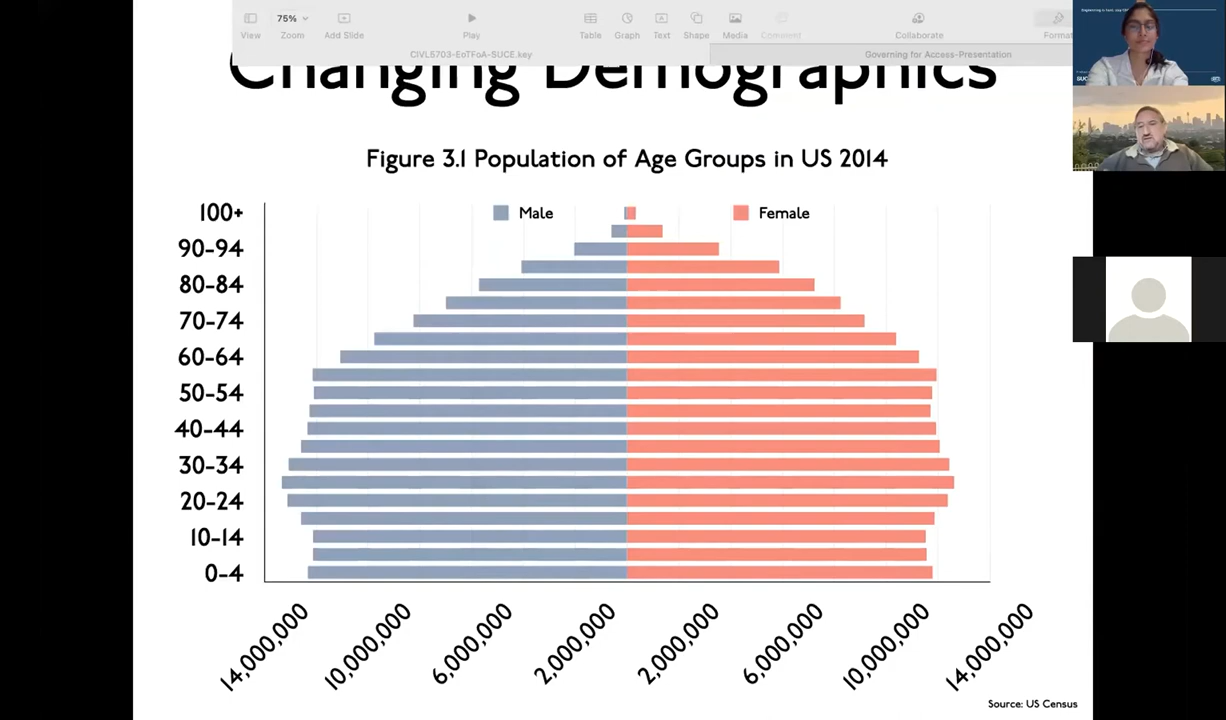 75%
View
Zoom
Add Slide
Play
Table
Graph
Text
Shape
Media
Comment
Collaborate
Format
CIVL5703-EoTFoA-SUCE.key
Governing for Access-Presentation
Changing Demographics
Figure 3.1 Population of Age Groups in US 2014
Male
Female
100+
90-94
80-84
70-74
60-64
50-54
40-44
30-34
20-24
10-14
0-4
14,000,000
10,000,000
6,000,000
2,000,000
2,000,000
6,000,000
10,000,000
14,000,000
Source: US Census